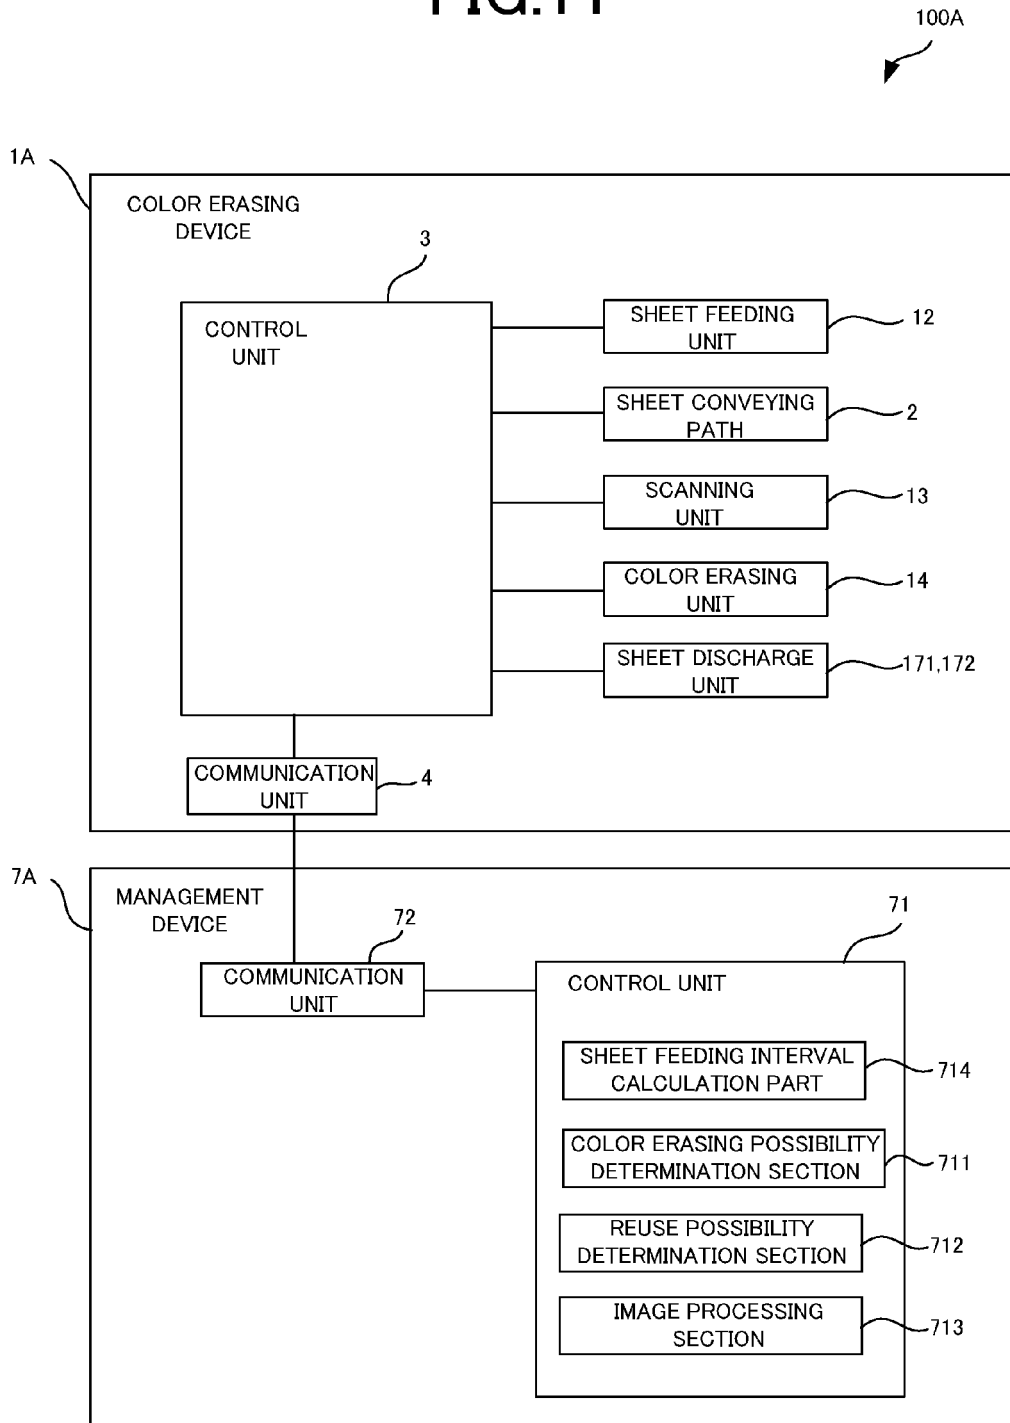 FIG.11
100A
1A
COLOR ERASING
DEVICE
3
CONTROL
UNIT
SHEET FEEDING
UNIT
12
SHEET CONVEYING
PATH
2
SCANNING
UNIT
13
COLOR ERASING
UNIT
14
SHEET DISCHARGE
UNIT
171,172
COMMUNICATION
UNIT
4
7A
MANAGEMENT
DEVICE
72
COMMUNICATION
UNIT
71
CONTROL UNIT
SHEET FEEDING INTERVAL
CALCULATION PART
714
COLOR ERASING POSSIBILITY
DETERMINATION SECTION
711
REUSE POSSIBILITY
DETERMINATION SECTION
712
IMAGE PROCESSING
SECTION
713